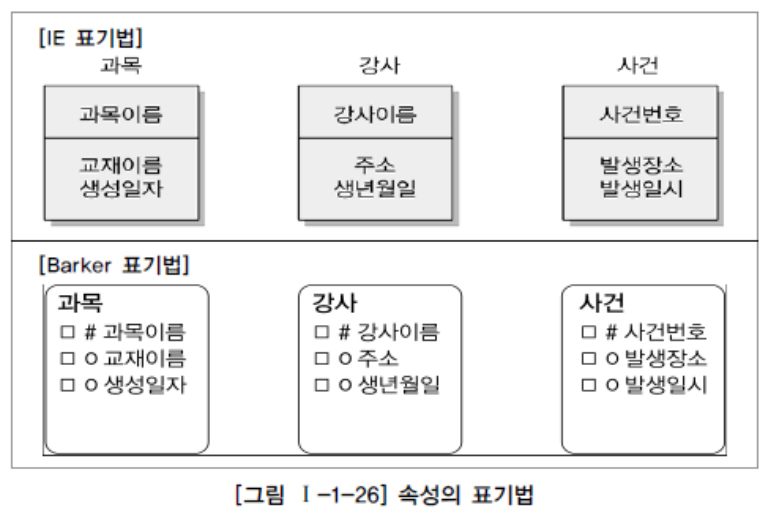 [IE 표기법]
과목 강사 사건
과목이름 강사이름 사건번호
교재이름 주소 발생장소
생성일자 생년월일 발생일시
[Barker 표기법]
과목 강사 사건
□ # 과목이름 □ # 강사이름 □ # 사건번호
□ o 교재이름 □ o 주소 □ o 발생장소
□ o 생성일자 □ o 생년월일 □ o 발생일시
[그림 Ⅰ-1-26] 속성의 표기법